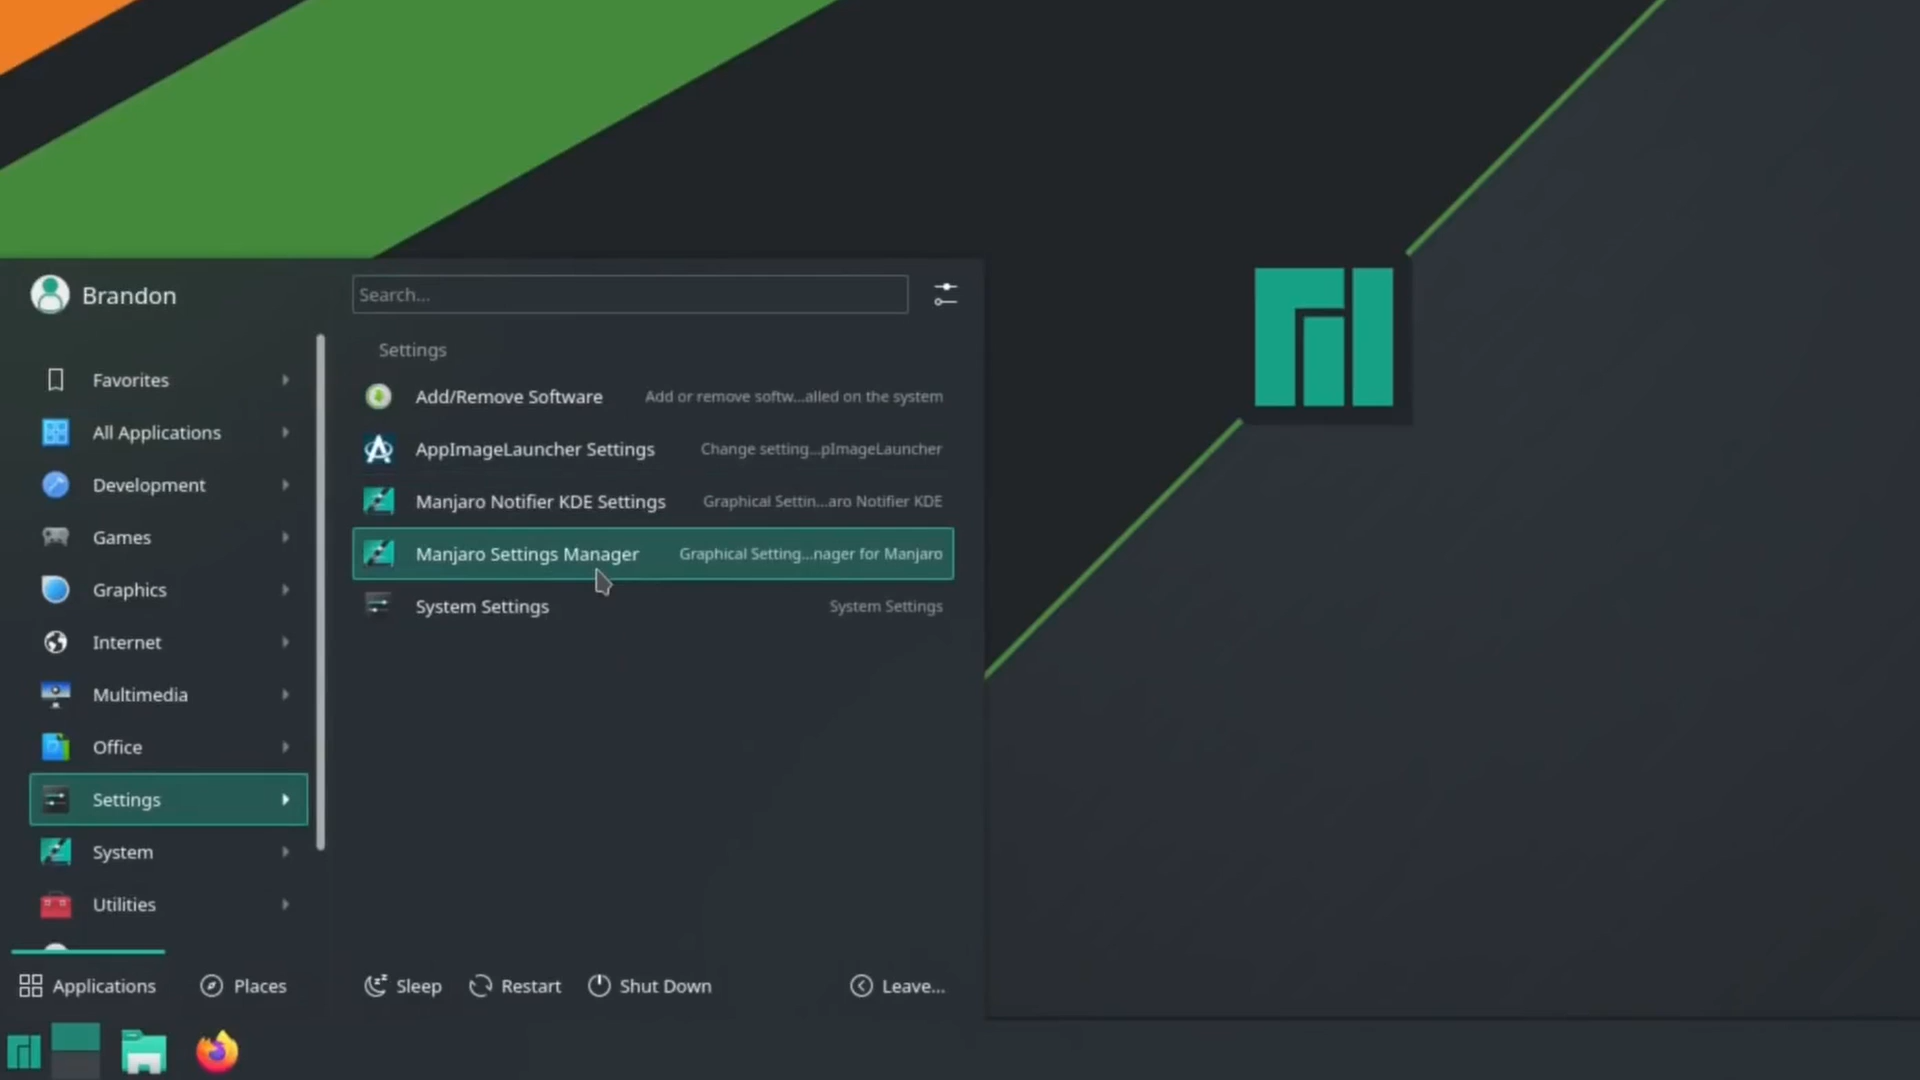 Brandon
Search...
Favorites
All Applications
Development
Games
Graphics
Internet
Multimedia
Office
Settings
System
Utilities
Settings
Add/Remove Software Add or remove softw...alled on the system
AppImageLauncher Settings Change setting...pImageLauncher
Manjaro Notifier KDE Settings Graphical Settin...aro Notifier KDE
Manjaro Settings Manager Graphical Setting...nager for Manjaro
System Settings System Settings
Applications Places Sleep Restart Shut Down Leave...